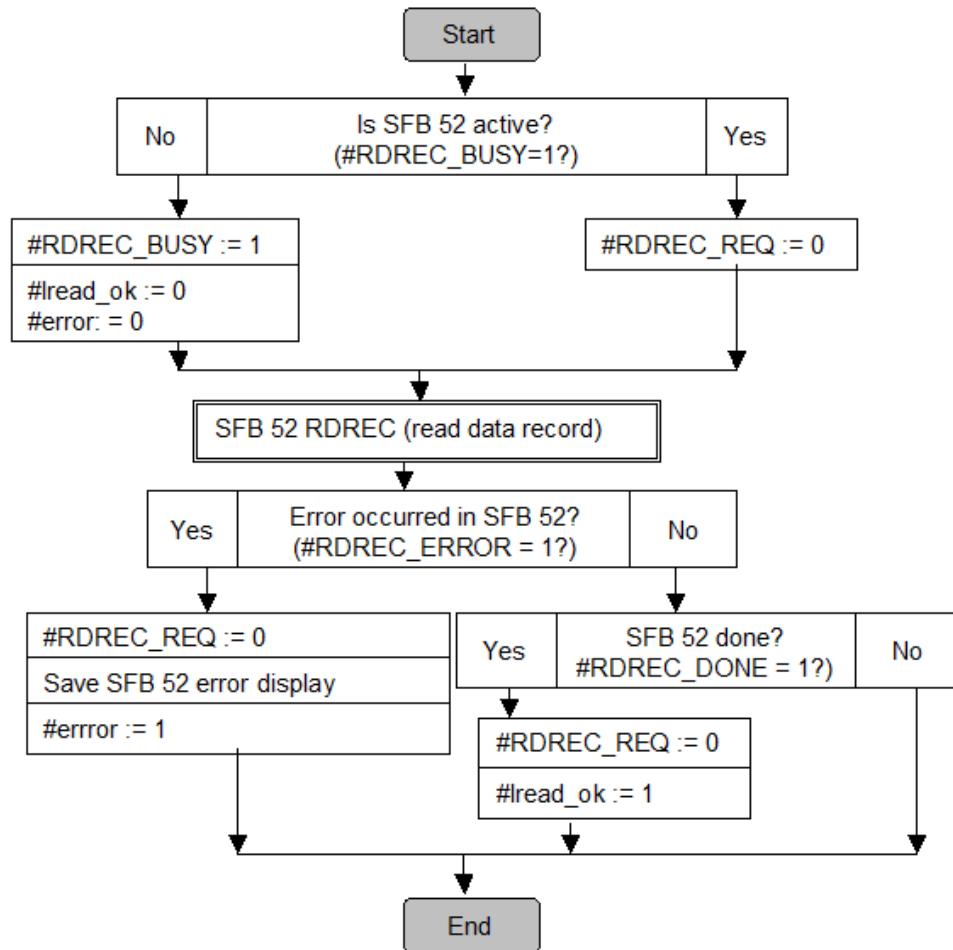 Start
No
Is SFB 52 active?
(#RDREC_BUSY=1?)
Yes
#RDREC_BUSY := 1
#lread_ok := 0
#error: = 0
#RDREC_REQ := 0
SFB 52 RDREC (read data record)
Yes
Error occurred in SFB 52?
(#RDREC_ERROR = 1?)
No
#RDREC_REQ := 0
Save SFB 52 error display
#errror := 1
Yes
SFB 52 done?
#RDREC_DONE = 1?)
No
#RDREC_REQ := 0
#lread_ok := 1
End